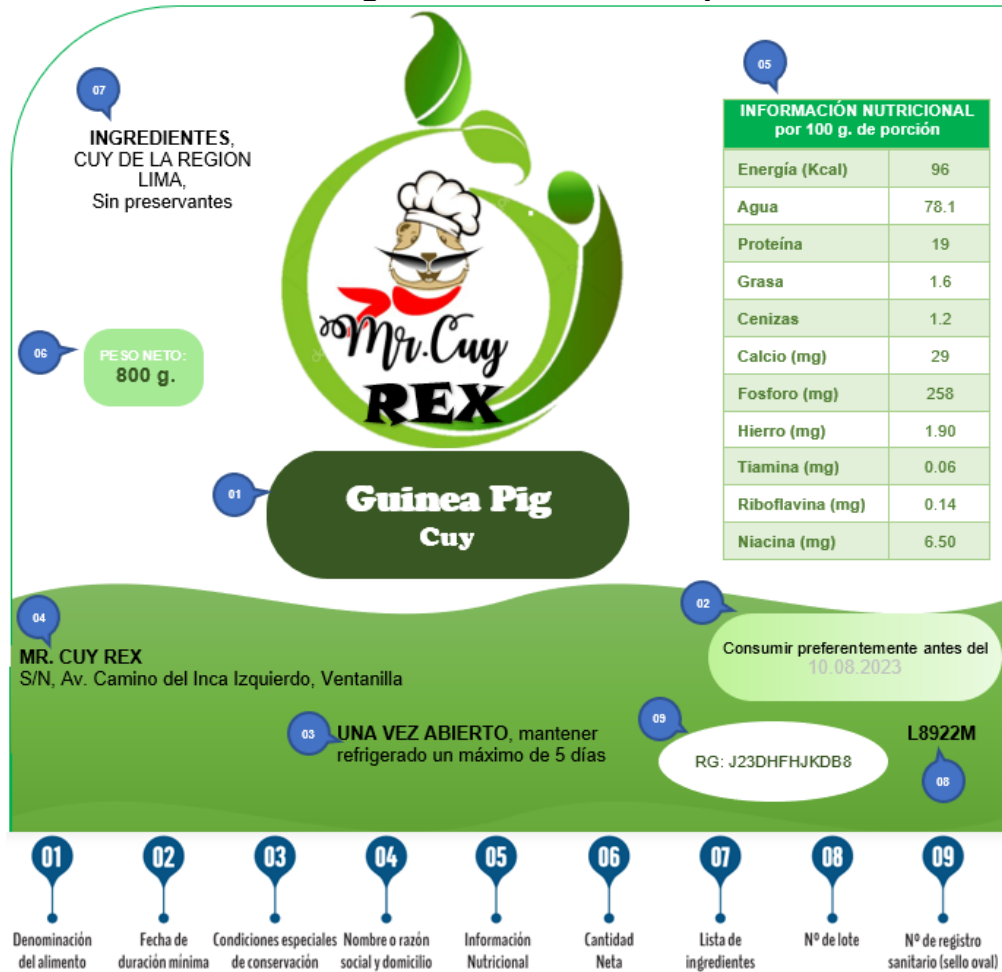 07
INGREDIENTES,
CUY DE LA REGION
LIMA,
Sin preservantes
05
INFORMACIÓN NUTRICIONAL
por 100 g. de porción
Energía (Kcal) 96
Agua 78.1
Proteína 19
Grasa 1.6
Cenizas 1.2
Calcio (mg) 29
Fosforo (mg) 258
Hierro (mg) 1.90
Tiamina (mg) 0.06
Riboflavina (mg) 0.14
Niacina (mg) 6.50
06
PESO NETO:
800 g.
Mr. Cuy
REX
01
Guinea Pig
Cuy
04
MR. CUY REX
S/N, Av. Camino del Inca Izquierdo, Ventanilla
02
Consumir preferentemente antes del
10.08.2023
03
UNA VEZ ABIERTO, mantener
refrigerado un máximo de 5 días
09
RG: J23DHFHJKDB8
L8922M
08
01 02 03 04 05 06 07 08 09
Denominación
del alimento
Fecha de
duración mínima
Condiciones especiales
de conservación
Nombre o razón
social y domicilio
Información
Nutricional
Cantidad
Neta
Lista de
ingredientes
Nº de lote
Nº de registro
sanitario (sello oval)